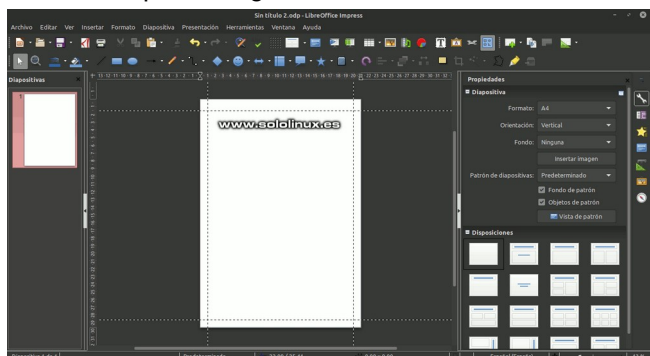 Sin título 2.odp - LibreOffice Impress
Archivo Editar Ver Insertar Formato Diapositiva Presentación Herramientas Ventana Ayuda
Diapositivas
1
www.sololinux.es
Propiedades
Diapositiva
Formato: A4
Orientación: Vertical
Fondo: Ninguna
Insertar imagen
Patrón de diapositivas: Predeterminado
Fondo de patrón
Objetos de patrón
Vista de patrón
Disposiciones